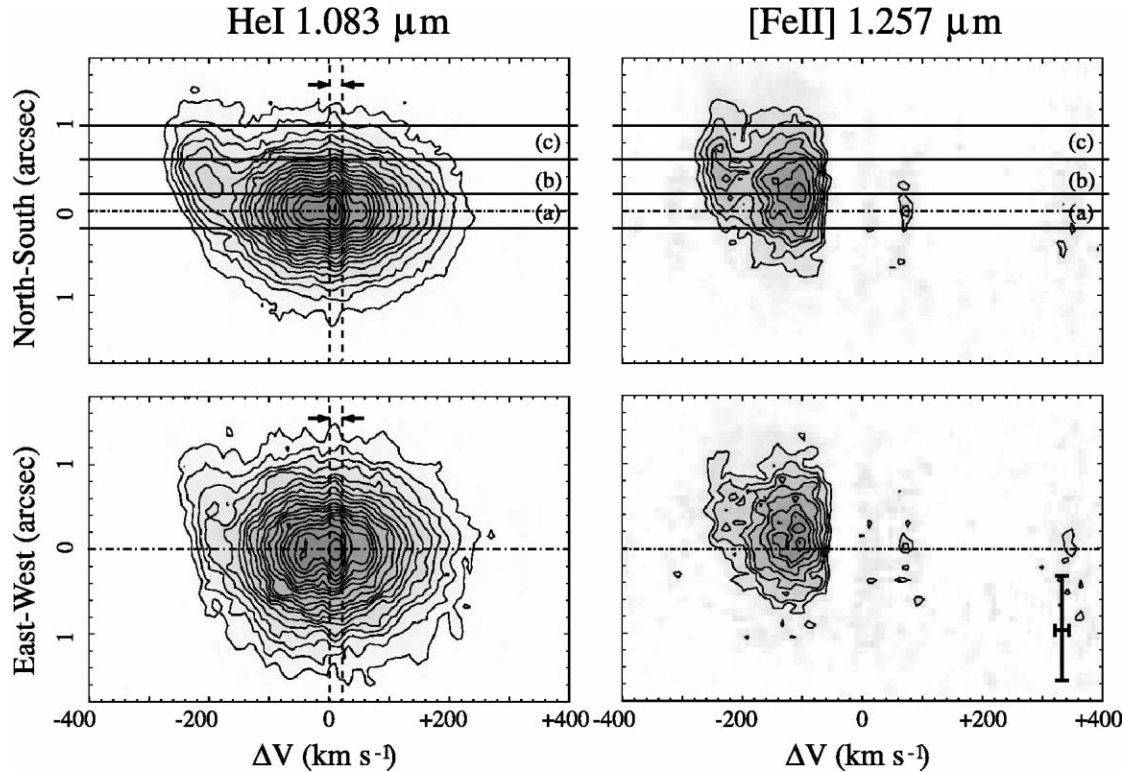 HeI 1.083 μm
[FeII] 1.257 μm
North-South (arcsec)
1
0
1
(c)
(b)
(a)
(c)
(b)
(a)
East-West (arcsec)
1
0
1
-400 -200 0 +200 +400
-400 -200 0 +200 +400
ΔV (km s⁻¹)
ΔV (km s⁻¹)